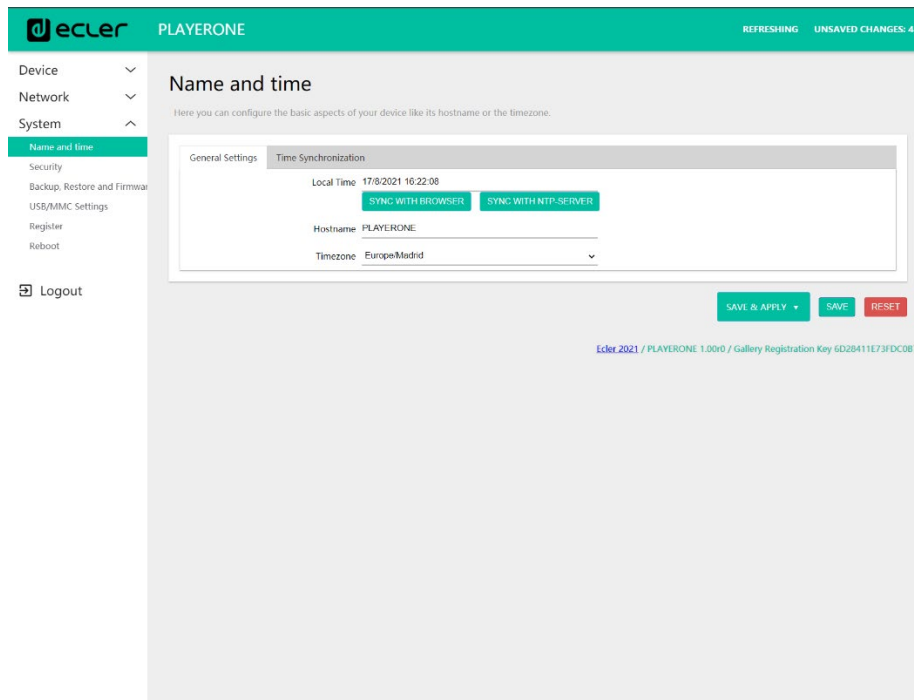 ecler
PLAYERONE
REFRESHING
UNSAVED CHANGES: 4
Device
Network
System
Name and time
Security
Backup, Restore and Firmwar
USB/MMC Settings
Register
Reboot
Logout
Name and time
Here you can configure the basic aspects of your device like its hostname or the timezone.
General Settings
Time Synchronization
Local Time 17/8/2021 16:22:08
SYNC WITH BROWSER
SYNC WITH NTP-SERVER
Hostname PLAYERONE
Timezone Europe/Madrid
SAVE & APPLY
SAVE
RESET
Ecler 2021 / PLAYERONE 1.00r0 / Gallery Registration Key 6D28411E73FDC0B